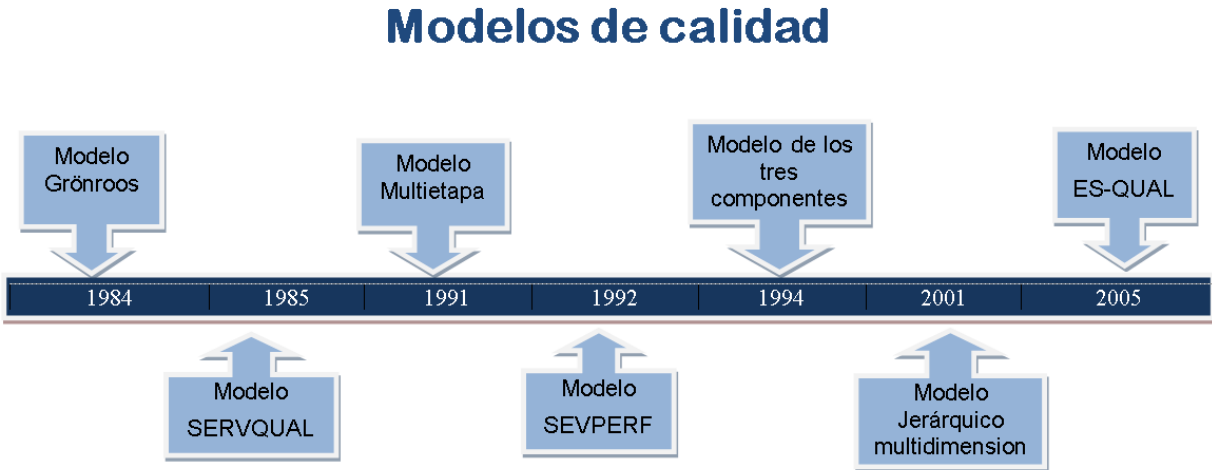 Modelos de calidad
Modelo
Grönroos
Modelo
Multietapa
Modelo de los
tres
componentes
Modelo
ES-QUAL
1984 1985 1991 1992 1994 2001 2005
Modelo
SERVQUAL
Modelo
SEVPERF
Modelo
Jerárquico
multidimension